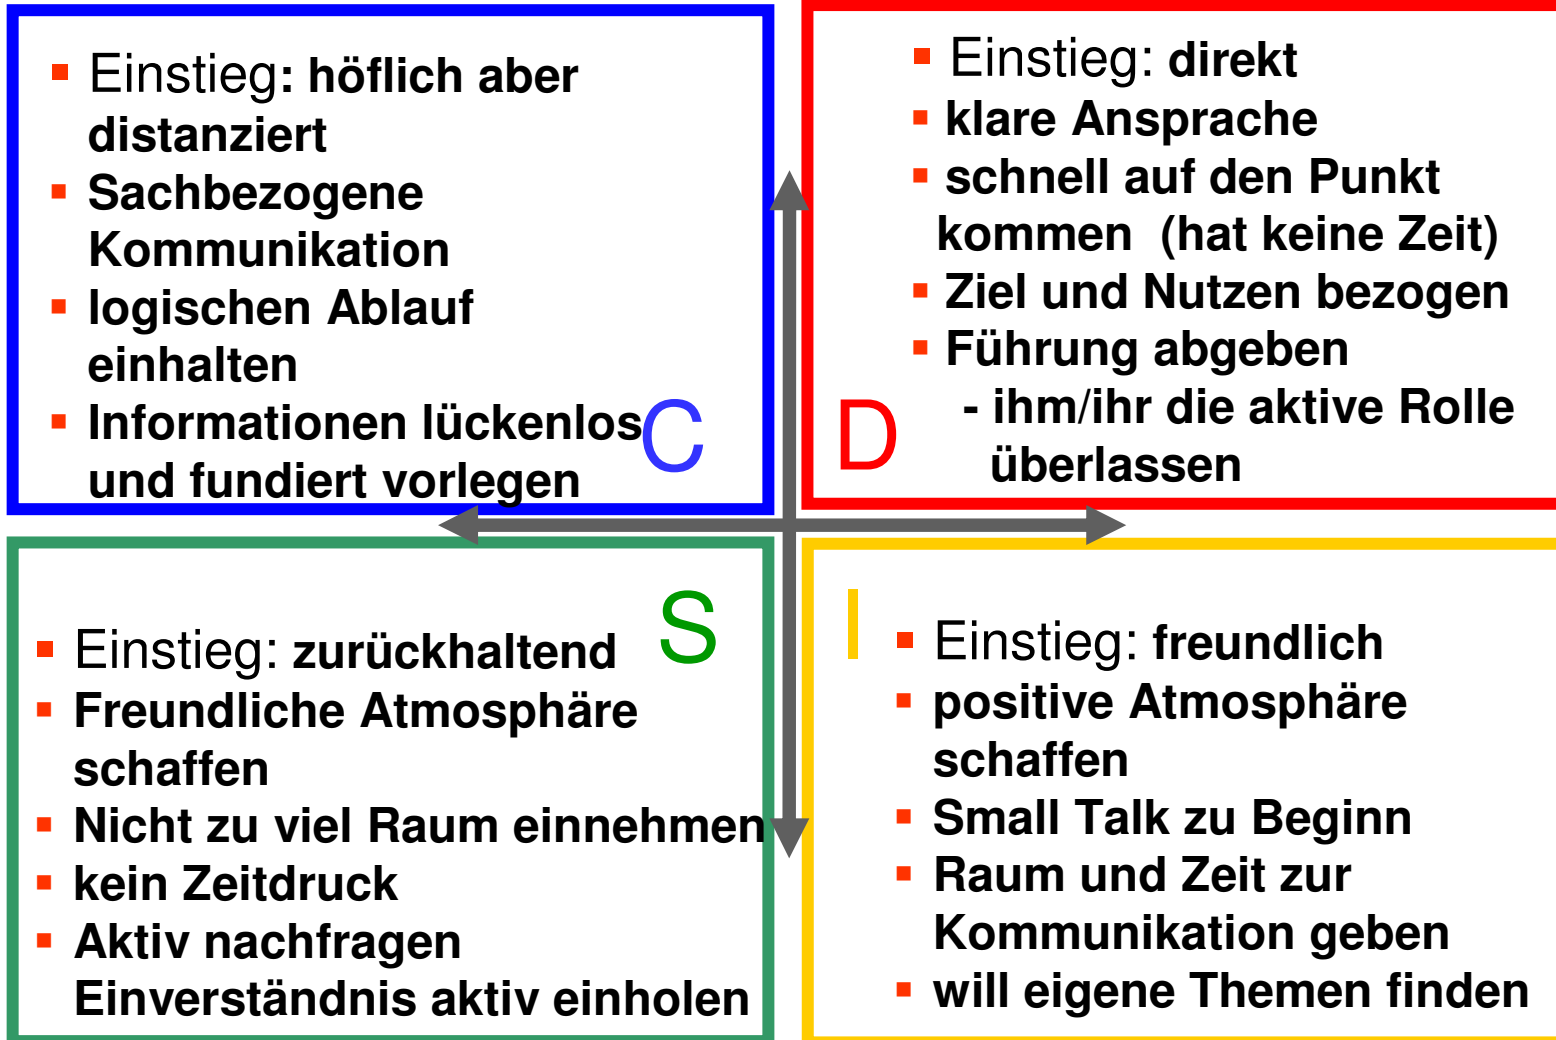 Einstieg: höflich aber
distanziert
Sachbezogene
Kommunikation
logischen Ablauf
einhalten
Informationen lückenlos
und fundiert vorlegen
C
Einstieg: direkt
klare Ansprache
schnell auf den Punkt
kommen (hat keine Zeit)
Ziel und Nutzen bezogen
Führung abgeben
- ihm/ihr die aktive Rolle
überlassen
D
S
Einstieg: zurückhaltend
Freundliche Atmosphäre
schaffen
Nicht zu viel Raum einnehmen
kein Zeitdruck
Aktiv nachfragen
Einverständnis aktiv einholen
I
Einstieg: freundlich
positive Atmosphäre
schaffen
Small Talk zu Beginn
Raum und Zeit zur
Kommunikation geben
will eigene Themen finden